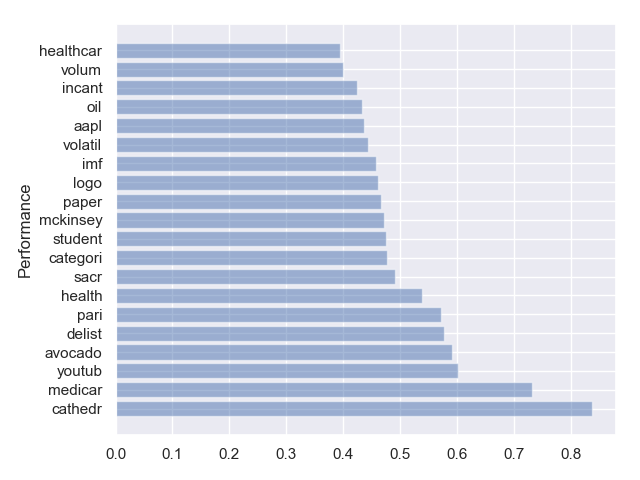 healthcar
volum
incant
oil
aapl
volatil
imf
logo
paper
mckinsey
student
categori
sacr
health
pari
delist
avocado
youtub
medicar
cathedr
Performance
0.0 0.1 0.2 0.3 0.4 0.5 0.6 0.7 0.8